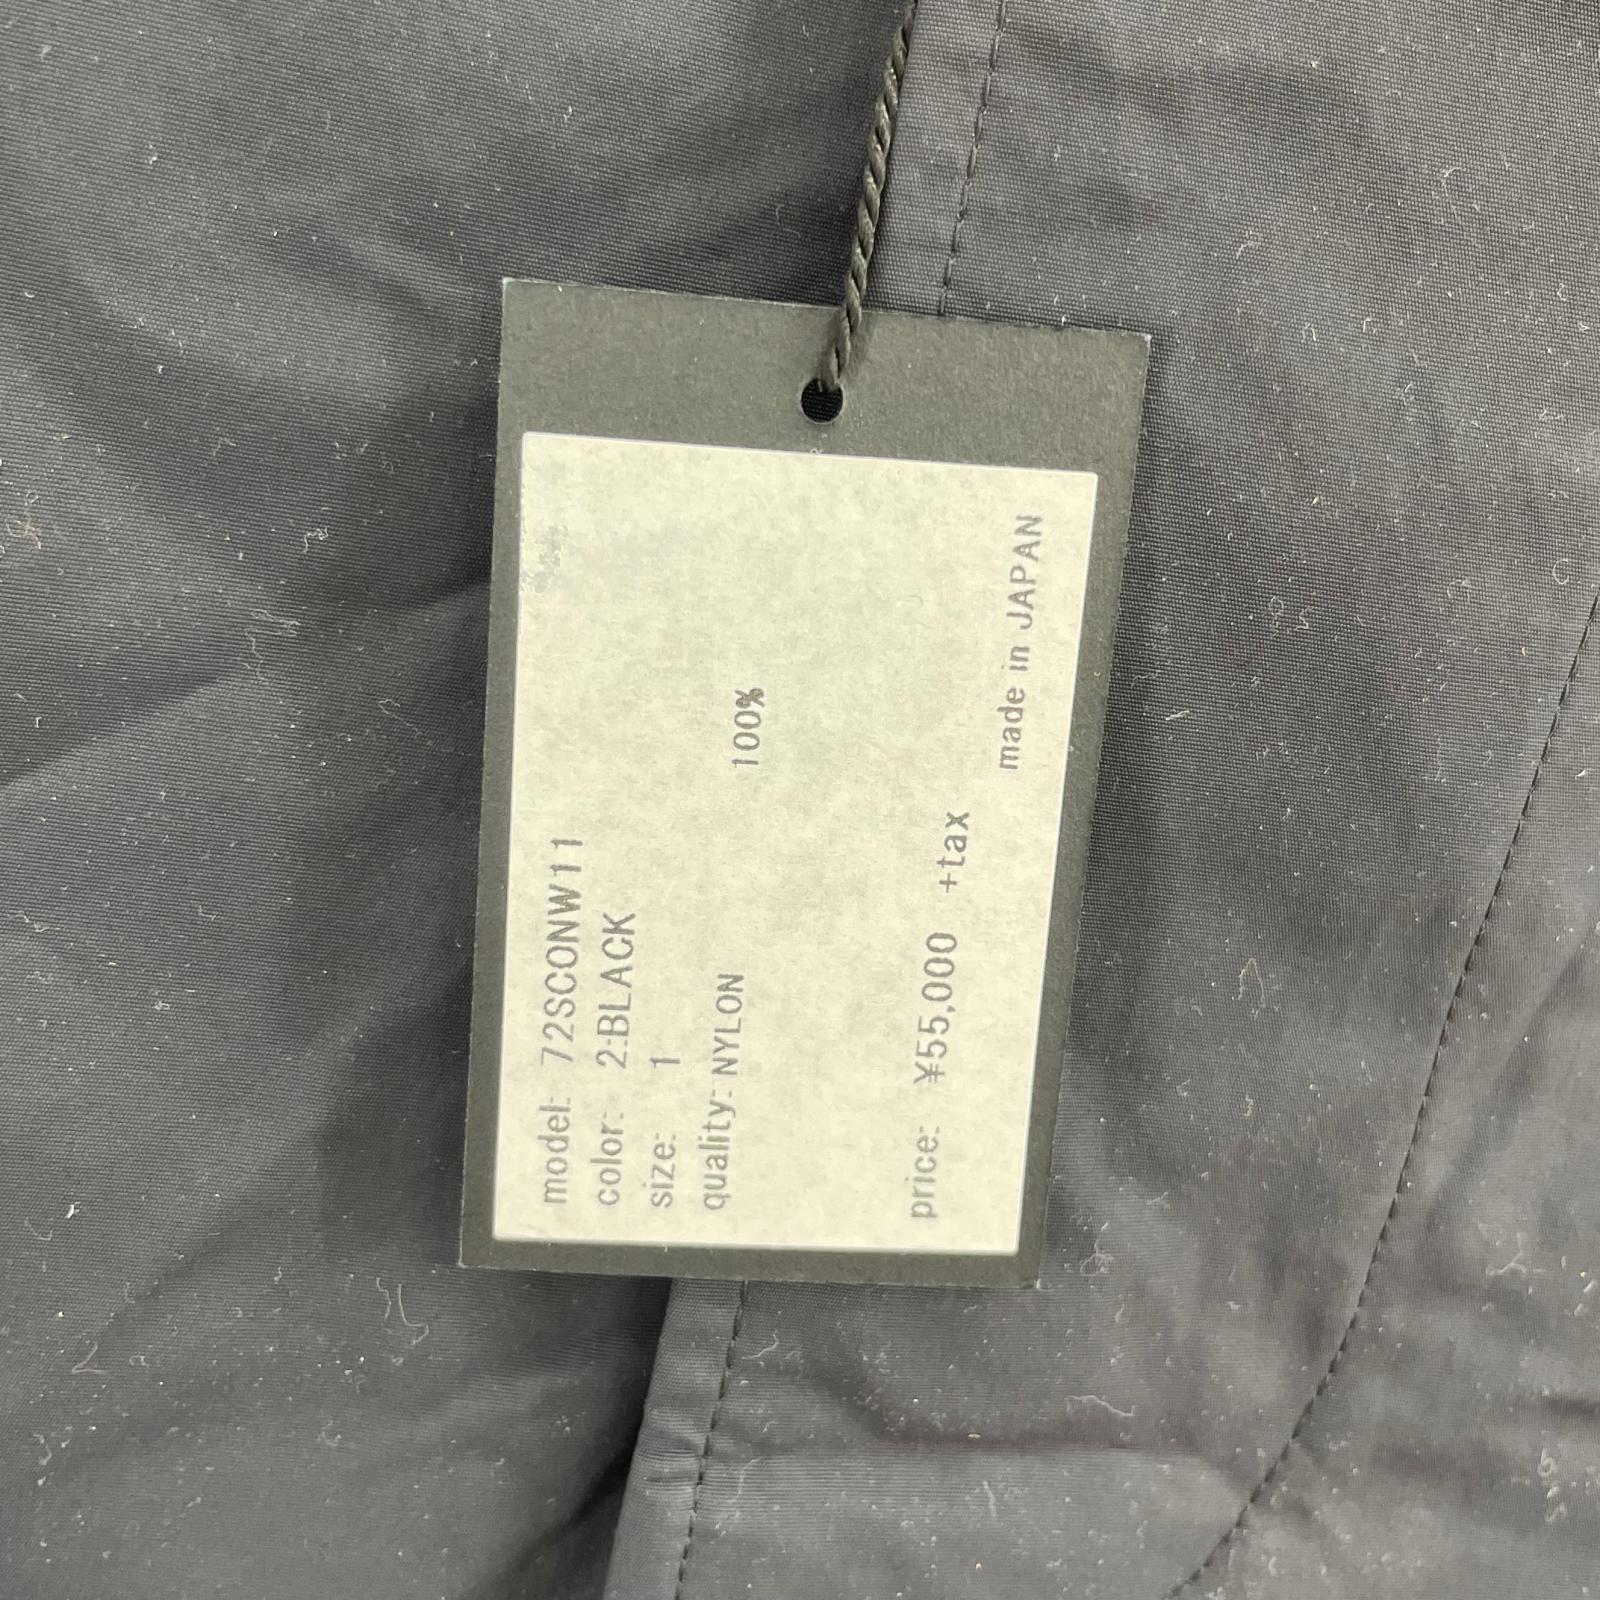 model: 72SCONW11
color: 2:BLACK
size: 1
quality: NYLON 100%
price: ¥55,000 +tax
made in JAPAN